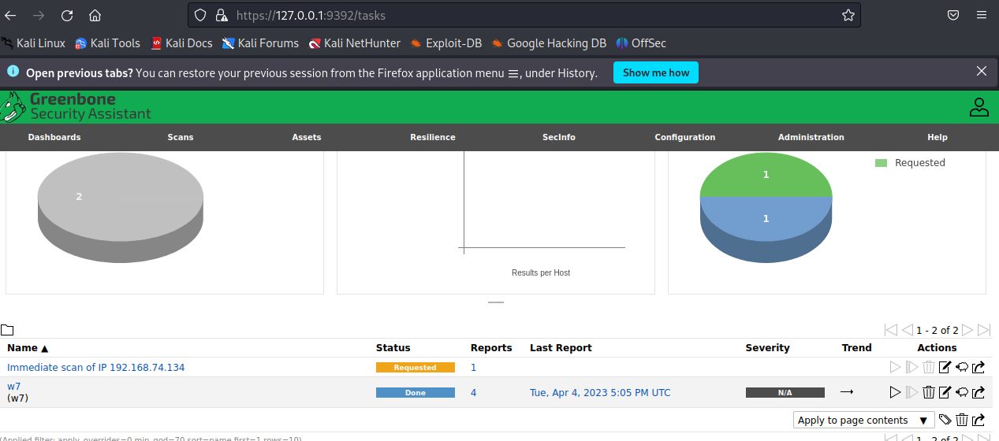 https://127.0.0.1:9392/tasks
Kali Linux Kali Tools Kali Docs Kali Forums Kali NetHunter Exploit-DB Google Hacking DB OffSec
Open previous tabs? You can restore your previous session from the Firefox application menu ☰, under History. Show me how
Greenbone
Security Assistant
Dashboards Scans Assets Resilience SecInfo Configuration Administration Help
2
1
1
Requested
Results per Host
1 - 2 of 2
Name ▲ Status Reports Last Report Severity Trend Actions
Immediate scan of IP 192.168.74.134 Requested 1
w7
(w7) Done 4 Tue, Apr 4, 2023 5:05 PM UTC N/A
Apply to page contents ▼
(Applied filter: apply_overrides=0 min_qod=70 sort=name first=1 rows=10)
1 - 2 of 2